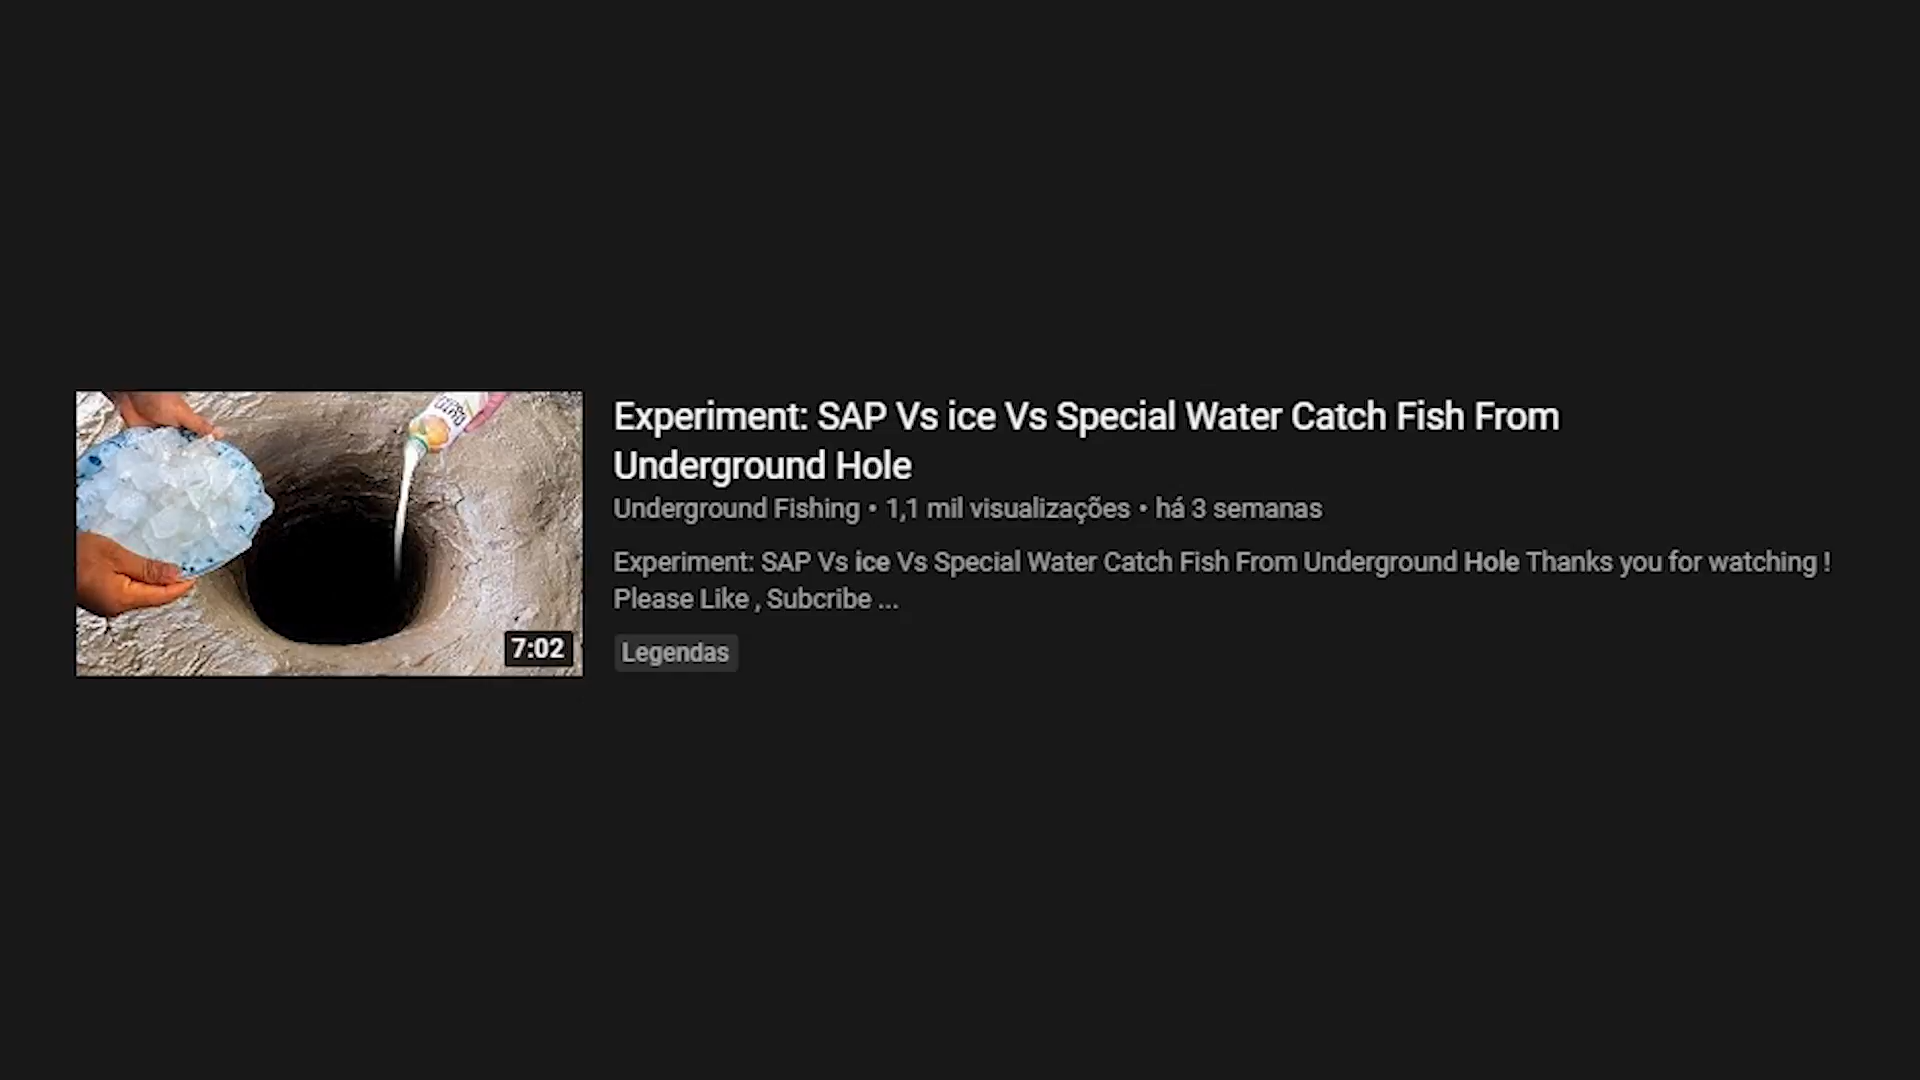 Experiment: SAP Vs ice Vs Special Water Catch Fish From
Underground Hole
Underground Fishing • 1,1 mil visualizações • há 3 semanas
Experiment: SAP Vs ice Vs Special Water Catch Fish From Underground Hole Thanks you for watching !
Please Like , Subcribe ...
7:02
Legendas